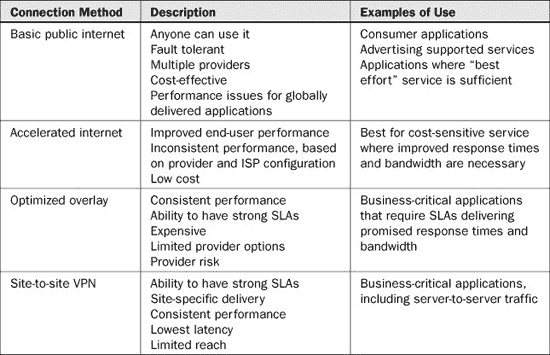 Connection Method Description Examples of Use
Basic public internet Anyone can use it Consumer applications
Fault tolerant Advertising supported services
Multiple providers Applications where “best
Cost-effective effort” service is sufficient
Performance issues for globally
delivered applications
Accelerated internet Improved end-user performance Best for cost-sensitive service
Inconsistent performance, based where improved response times
on provider and ISP configuration and bandwidth are necessary
Low cost
Optimized overlay Consistent performance Business-critical applications
Ability to have strong SLAs that require SLAs delivering
Expensive promised response times and
Limited provider options bandwidth
Provider risk
Site-to-site VPN Ability to have strong SLAs Business-critical applications,
Site-specific delivery including server-to-server traffic
Consistent performance
Lowest latency
Limited reach